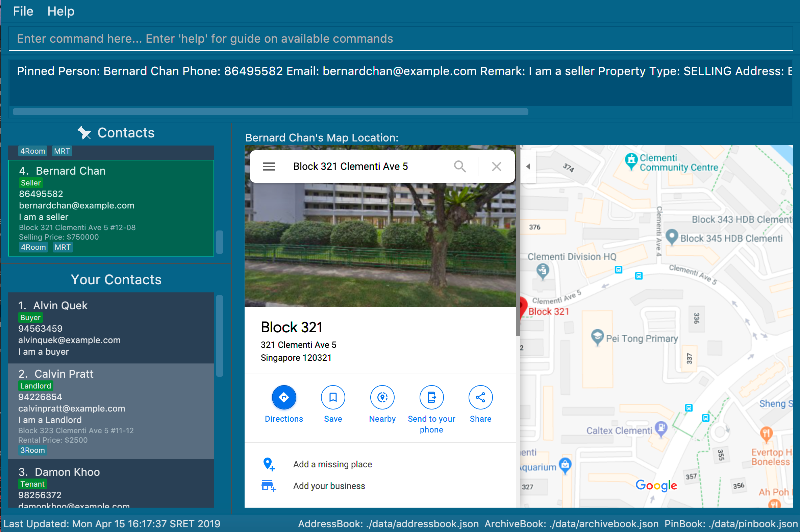 File Help
Enter command here... Enter 'help' for guide on available commands
Pinned Person: Bernard Chan Phone: 86495582 Email: bernardchan@example.com Remark: I am a seller Property Type: SELLING Address:
Contacts
4Room MRT
4. Bernard Chan
Seller
86495582
bernardchan@example.com
I am a seller
Block 321 Clementi Ave 5 #12-08
Selling Price: $750000
4Room MRT
Your Contacts
1. Alvin Quek
Buyer
94563459
alvinquek@example.com
I am a buyer
2. Calvin Pratt
Landlord
94226854
calvinpratt@example.com
I am a Landlord
Block 323 Clementi Ave 5 #11-12
Rental Price: $2500
3Room
3. Damon Khoo
Tenant
98256372
damonkhoo@example.com
Bernard Chan's Map Location:
Block 321 Clementi Ave 5
Block 321
321 Clementi Ave 5
Singapore 120321
Directions
Save
Nearby
Send to your
phone
Share
Add a missing place
Add your business
374
Clementi
Community Centre
376
Clementi Ave 4
Block 343 HDB Clementi
Block 345 HDB Clementi
Clementi Division HQ
Clementi Ave 5
Clementi Ave 5
Block 321
Pei Tong Primary School
336
337
Sheng S
Caltex Clementi
Evertop
Boneless
Aquarium
355
356
Ah Poh
Google
Last Updated: Mon Apr 15 16:17:37 SRET 2019
AddressBook: ./data/addressbook.json ArchiveBook: ./data/archivebook.json PinBook: ./data/pinbook.json